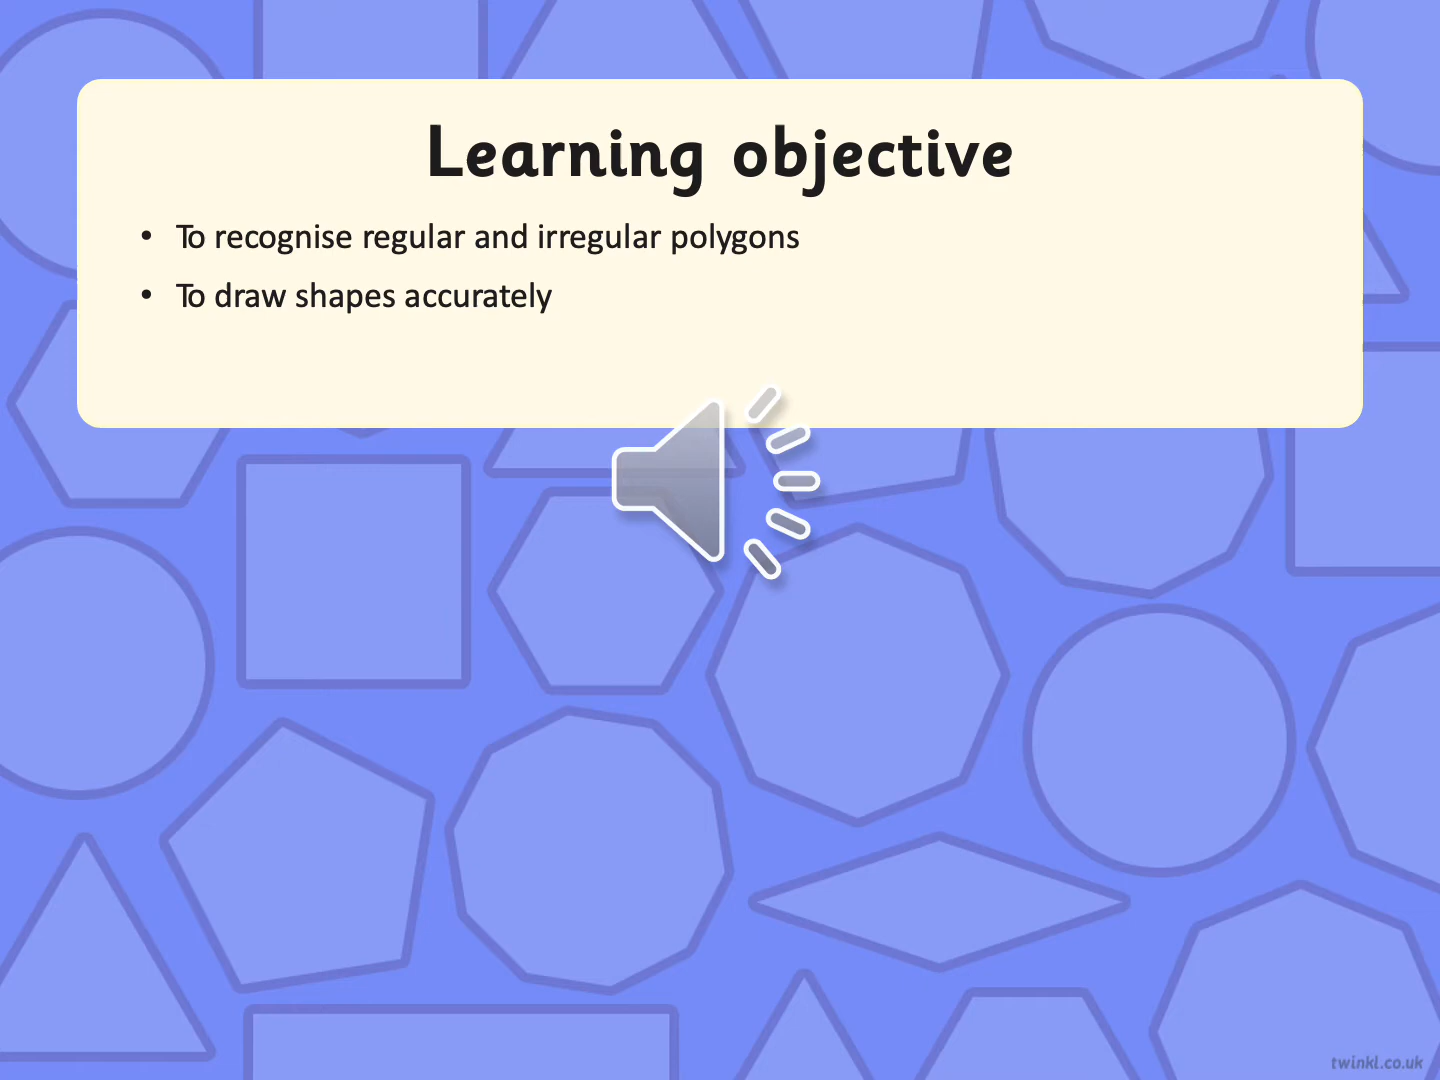 Learning objective
• To recognise regular and irregular polygons
• To draw shapes accurately
twinkl.co.uk